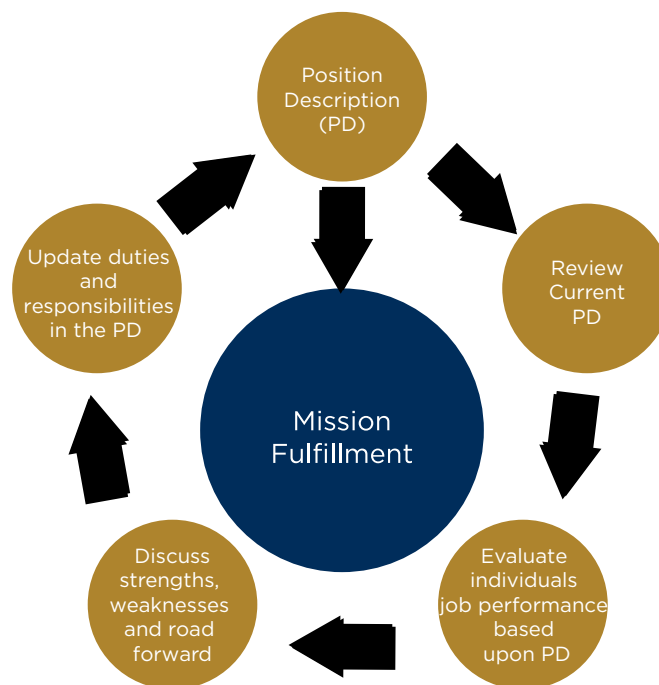 Position
Description
(PD)
Review
Current
PD
Evaluate
individuals
job performance
based
upon PD
Discuss
strengths,
weaknesses
and road
forward
Update duties
and
responsibilities
in the PD
Mission
Fulfillment